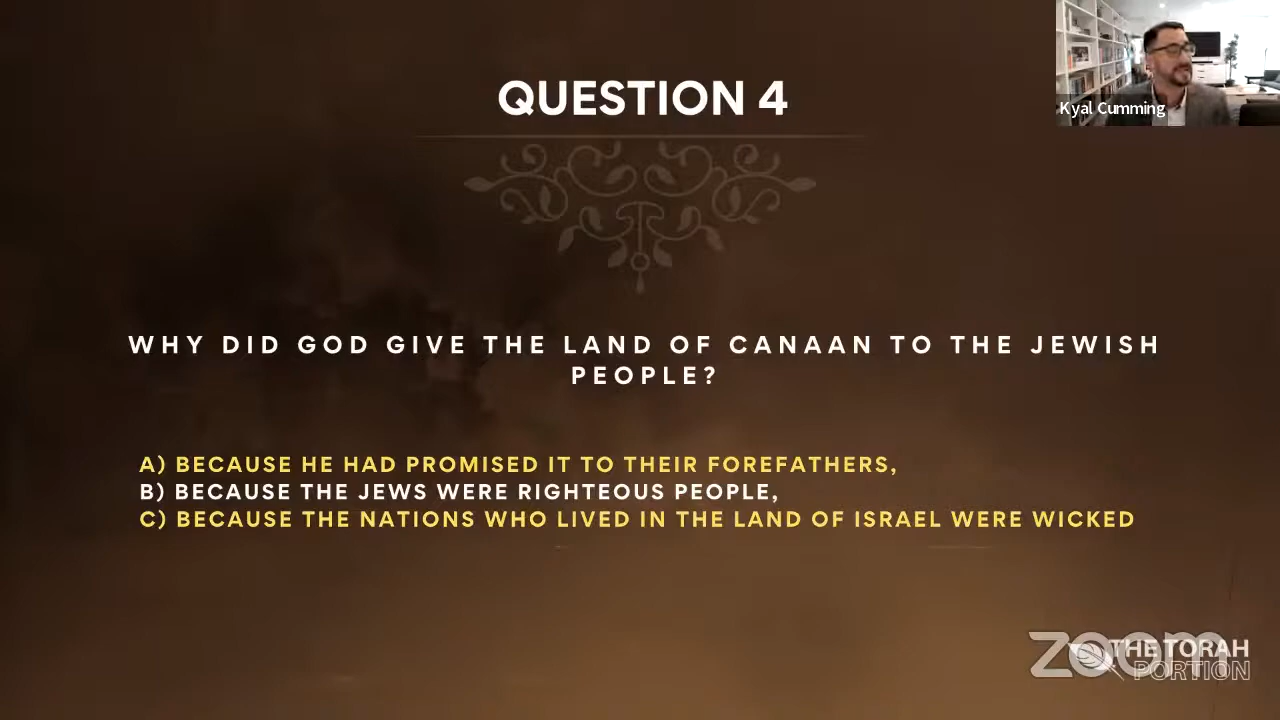 QUESTION 4
Kyal Cumming
WHY DID GOD GIVE THE LAND OF CANAAN TO THE JEWISH
PEOPLE?
A) BECAUSE HE HAD PROMISED IT TO THEIR FOREFATHERS,
B) BECAUSE THE JEWS WERE RIGHTEOUS PEOPLE,
C) BECAUSE THE NATIONS WHO LIVED IN THE LAND OF ISRAEL WERE WICKED
zoom
THE TORAH
PORTION